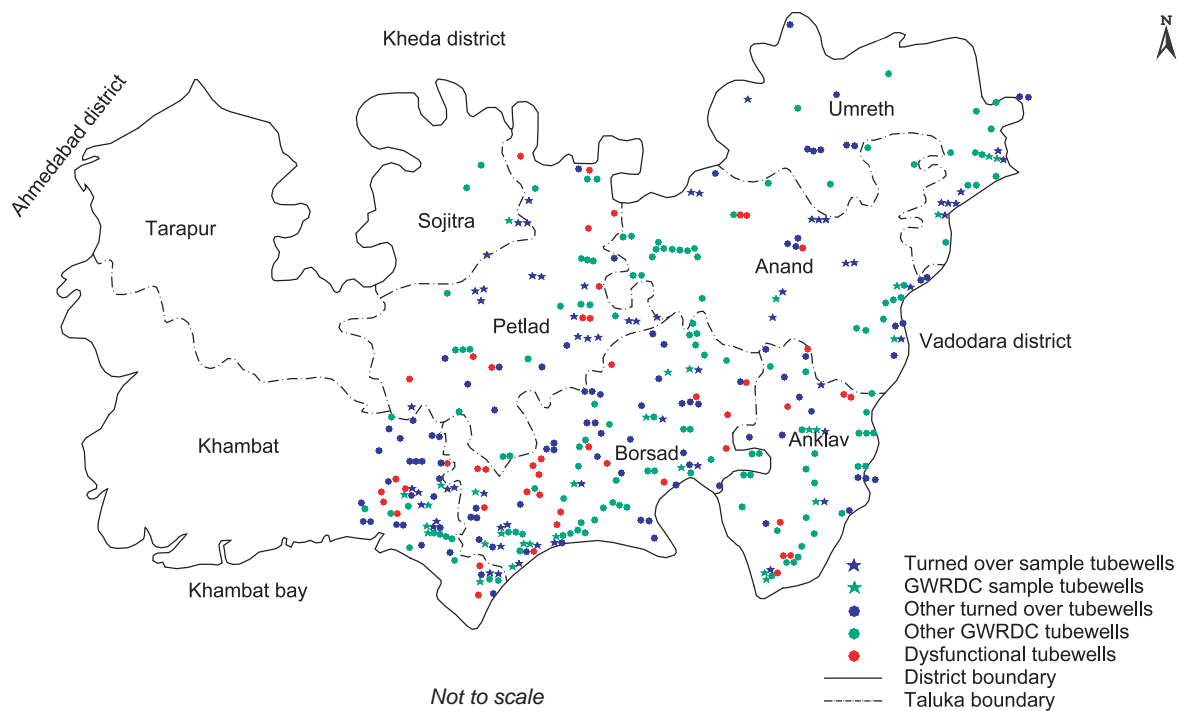 N
Kheda district
Ahmedabad district
Umreth
Tarapur
Sojitra
Anand
Petlad
Vadodara district
Khambat
Borsad
Anklav
Khambat bay
Turned over sample tubewells
GWRDC sample tubewells
Other turned over tubewells
Other GWRDC tubewells
Dysfunctional tubewells
District boundary
Taluka boundary
Not to scale